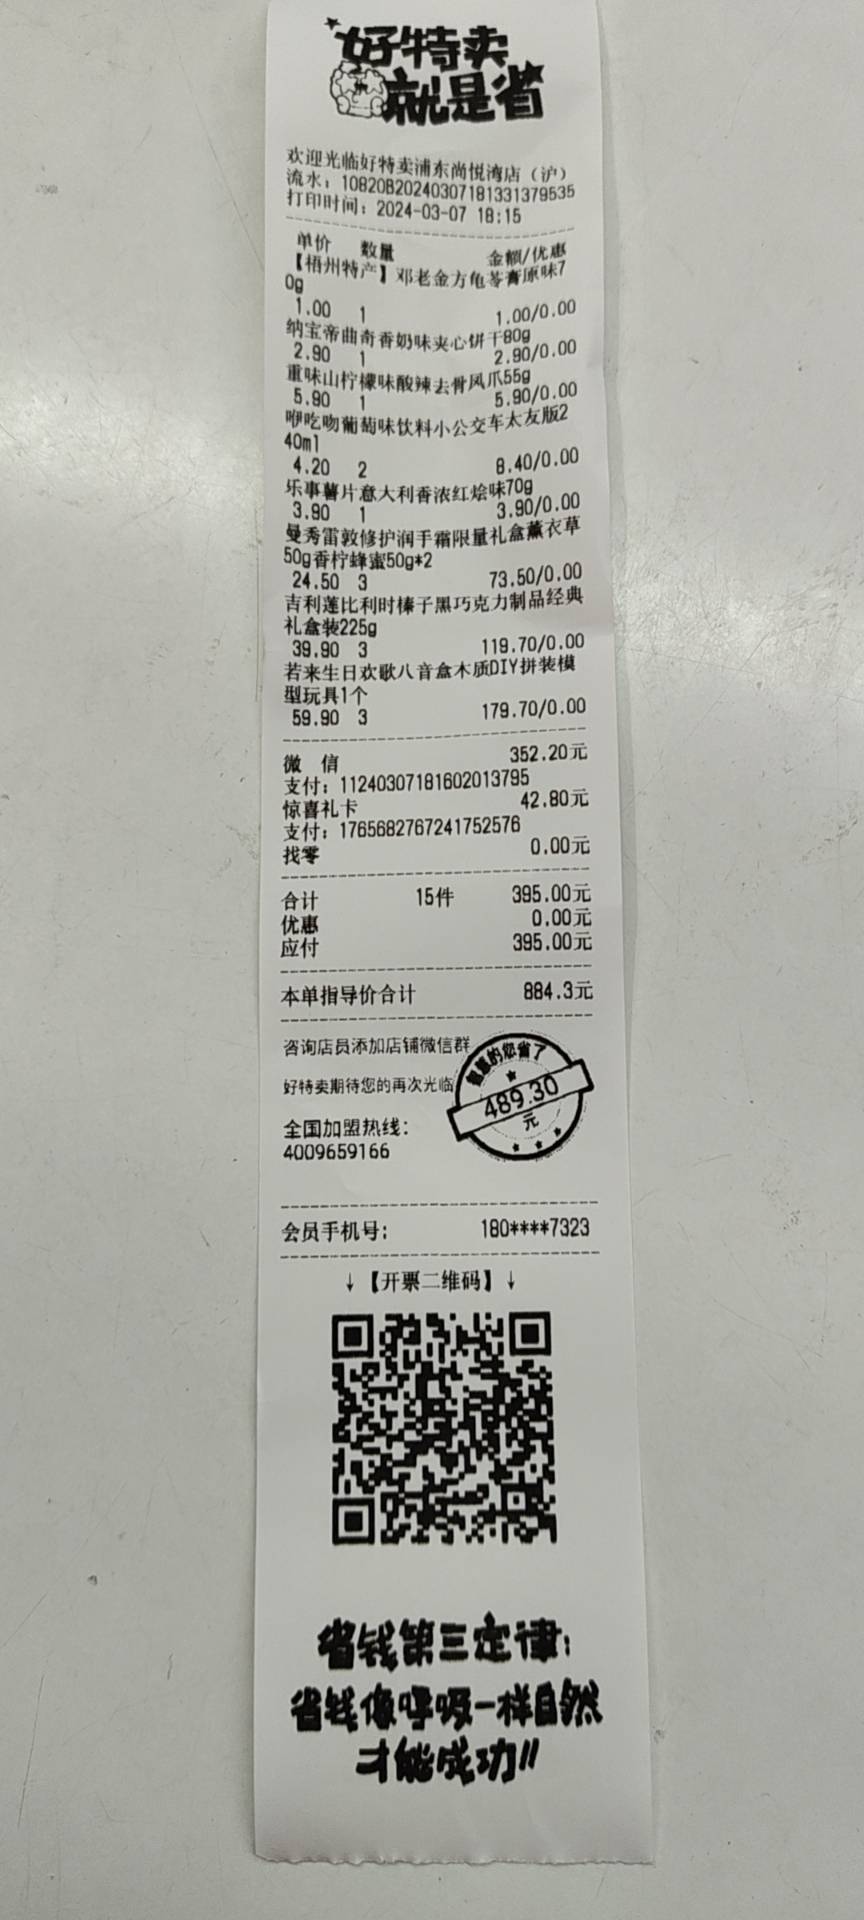 好特卖
就是省
欢迎光临好特卖浦东尚悦湾店（沪）
流水：10820B20240307181331379535
打印时间：2024-03-07 18:15
单价 数量 金额/优惠
【梧州特产】邓老金方龟苓膏原味7
0g
1.00 1 1.00/0.00
纳宝帝曲奇香奶味夹心饼干80g
2.90 1 2.90/0.00
重味山柠檬味酸辣去骨凤爪55g
5.90 1 5.90/0.00
咿吃吻葡萄味饮料小公交车太友版2
40ml
4.20 2 8.40/0.00
乐事薯片意大利香浓红烩味70g
3.90 1 3.90/0.00
曼秀雷敦修护润手霜限量礼盒薰衣草
50g香柠蜂蜜50g*2
24.50 3 73.50/0.00
吉利莲比利时榛子黑巧克力制品经典
礼盒装225g
39.90 3 119.70/0.00
若来生日欢歌八音盒木质DIY拼装模
型玩具1个
59.90 3 179.70/0.00
微 信 352.20元
支付：11240307181602013795
惊喜礼卡 42.80元
支付：1765682767241752576
找零 0.00元
合计 15件 395.00元
优惠 0.00元
应付 395.00元
本单指导价合计 884.3元
咨询店员添加店铺微信群
好特卖期待您的再次光临
智慧的您省了
489.30
元
全国加盟热线：
4009659166
会员手机号： 180****7323
↓【开票二维码】↓
省钱第三定律：
省钱像呼吸一样自然
才能成功!!